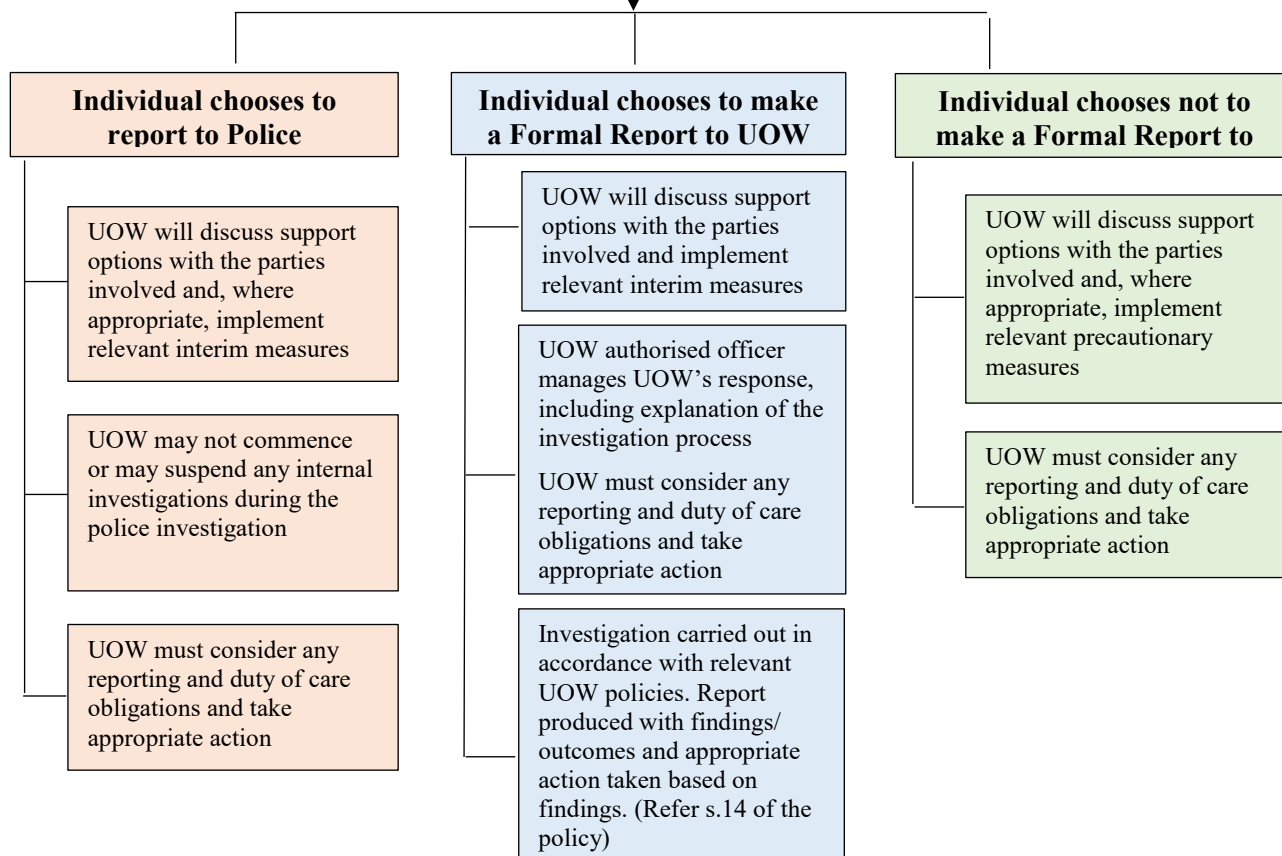 Individual chooses to
report to Police
UOW will discuss support
options with the parties
involved and, where
appropriate, implement
relevant interim measures
UOW may not commence
or may suspend any internal
investigations during the
police investigation
UOW must consider any
reporting and duty of care
obligations and take
appropriate action
Individual chooses to make
a Formal Report to UOW
UOW will discuss support
options with the parties
involved and implement
relevant interim measures
UOW authorised officer
manages UOW’s response,
including explanation of the
investigation process
UOW must consider any
reporting and duty of care
obligations and take
appropriate action
Investigation carried out in
accordance with relevant
UOW policies. Report
produced with findings/
outcomes and appropriate
action taken based on
findings. (Refer s.14 of the
policy)
Individual chooses not to
make a Formal Report to
UOW will discuss support
options with the parties
involved and, where
appropriate, implement
relevant precautionary
measures
UOW must consider any
reporting and duty of care
obligations and take
appropriate action